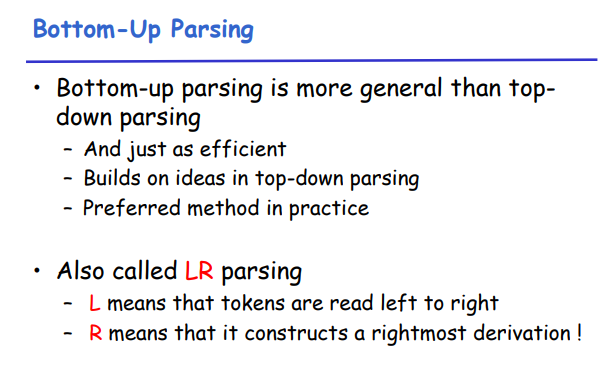 Bottom-Up Parsing
• Bottom-up parsing is more general than top-
down parsing
– And just as efficient
– Builds on ideas in top-down parsing
– Preferred method in practice
• Also called LR parsing
– L means that tokens are read left to right
– R means that it constructs a rightmost derivation !